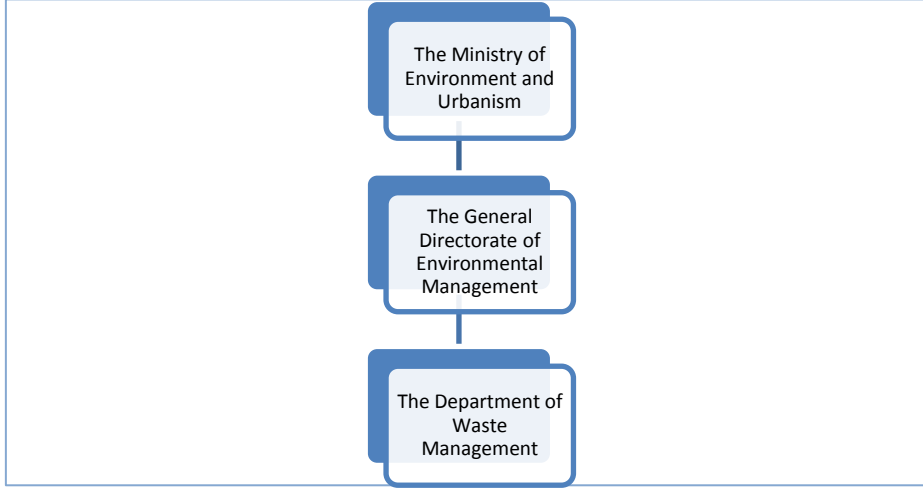 The Ministry of
Environment and
Urbanism
The General
Directorate of
Environmental
Management
The Department of
Waste
Management